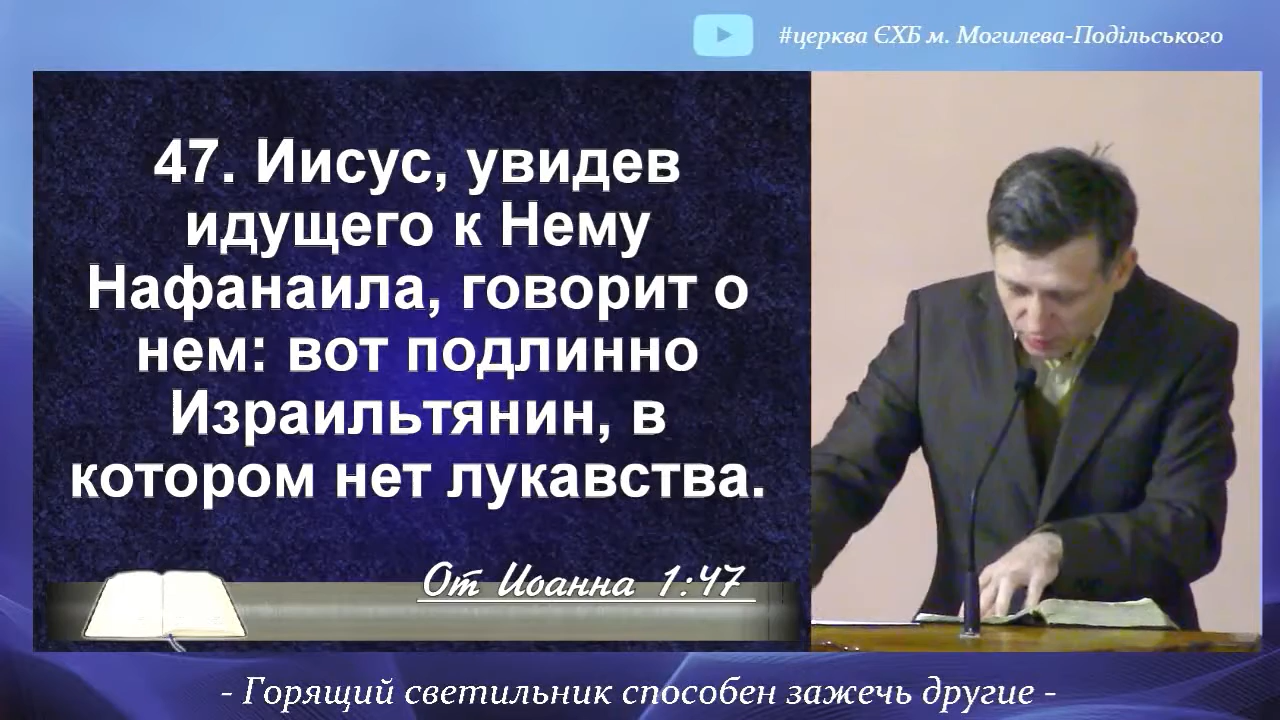 #церква ЄХБ м. Могилева-Подільського
47. Иисус, увидев
идущего к Нему
Нафанаила, говорит о
нем: вот подлинно
Израильтянин, в
котором нет лукавства.
От Иоанна 1:47
- Горящий светильник способен зажечь другие -